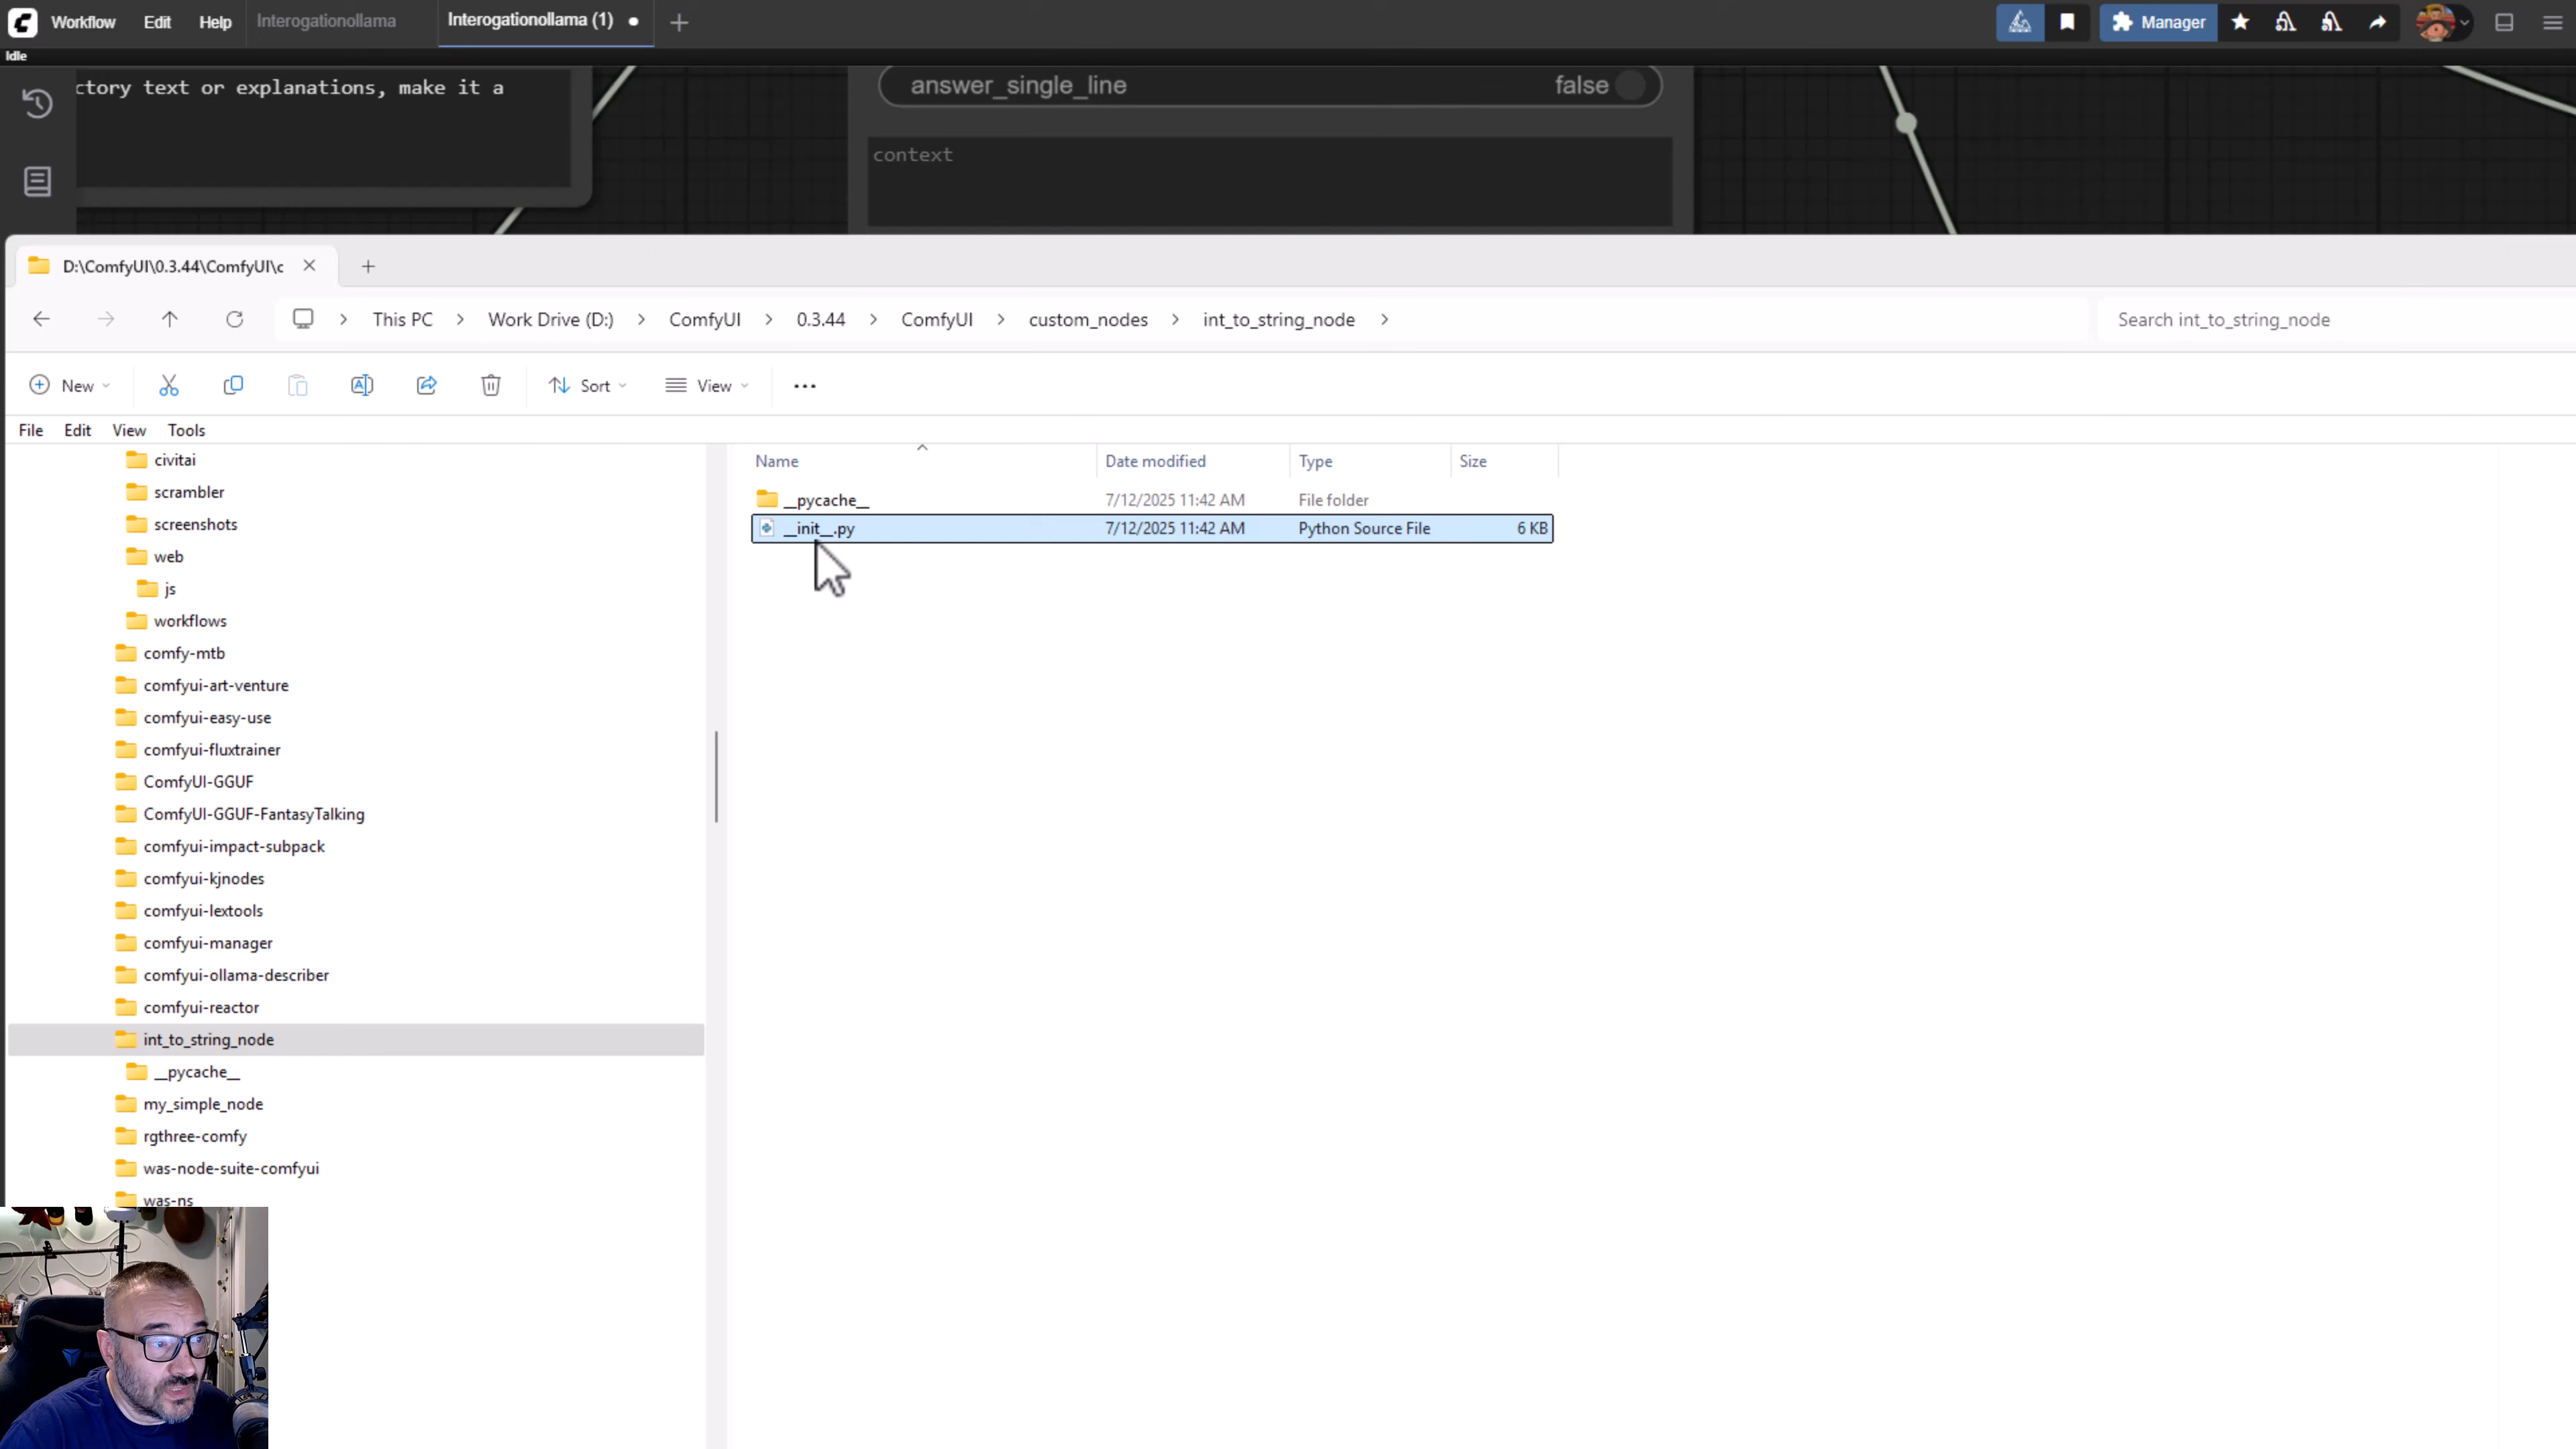 Workflow Edit Help Interogationollama Interogationollama (1)
Manager
Idle
ctory text or explanations, make it a
answer_single_line false
context
D:\ComfyUI\0.3.44\ComfyUI\c
This PC > Work Drive (D:) > ComfyUI > 0.3.44 > ComfyUI > custom_nodes > int_to_string_node >
Search int_to_string_node
New Sort View
File Edit View Tools
Name Date modified Type Size
__pycache__ 7/12/2025 11:42 AM File folder
__init__.py 7/12/2025 11:42 AM Python Source File 6 KB
civitai
scrambler
screenshots
web
js
workflows
comfy-mtb
comfyui-art-venture
comfyui-easy-use
comfyui-fluxtrainer
ComfyUI-GGUF
ComfyUI-GGUF-FantasyTalking
comfyui-impact-subpack
comfyui-kjnodes
comfyui-lextools
comfyui-manager
comfyui-ollama-describer
comfyui-reactor
int_to_string_node
__pycache__
my_simple_node
rgthree-comfy
was-node-suite-comfyui
was-ns